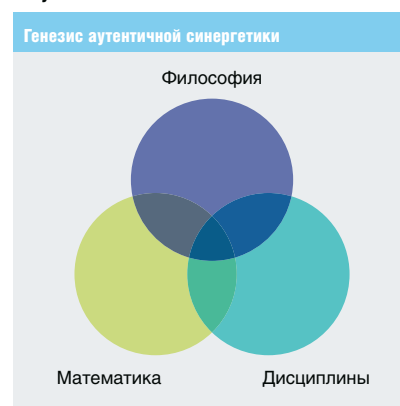 Генезис аутентичной синергетики
Философия
Математика
Дисциплины